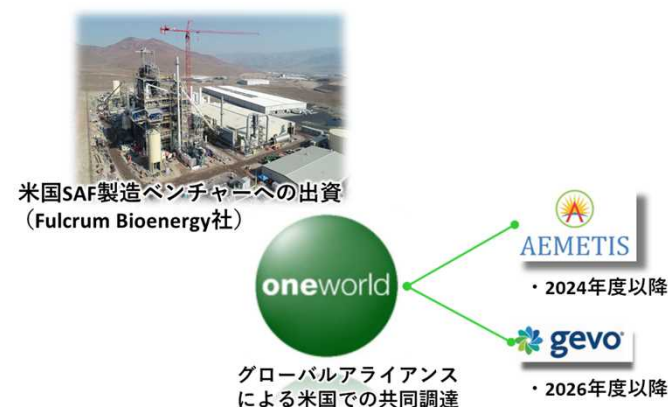 米国SAF製造ベンチャーへの出資
（Fulcrum Bioenergy社）
oneworld
グローバルアライアンス
による米国での共同調達
AEMETIS
・2024年度以降
gevo
・2026年度以降